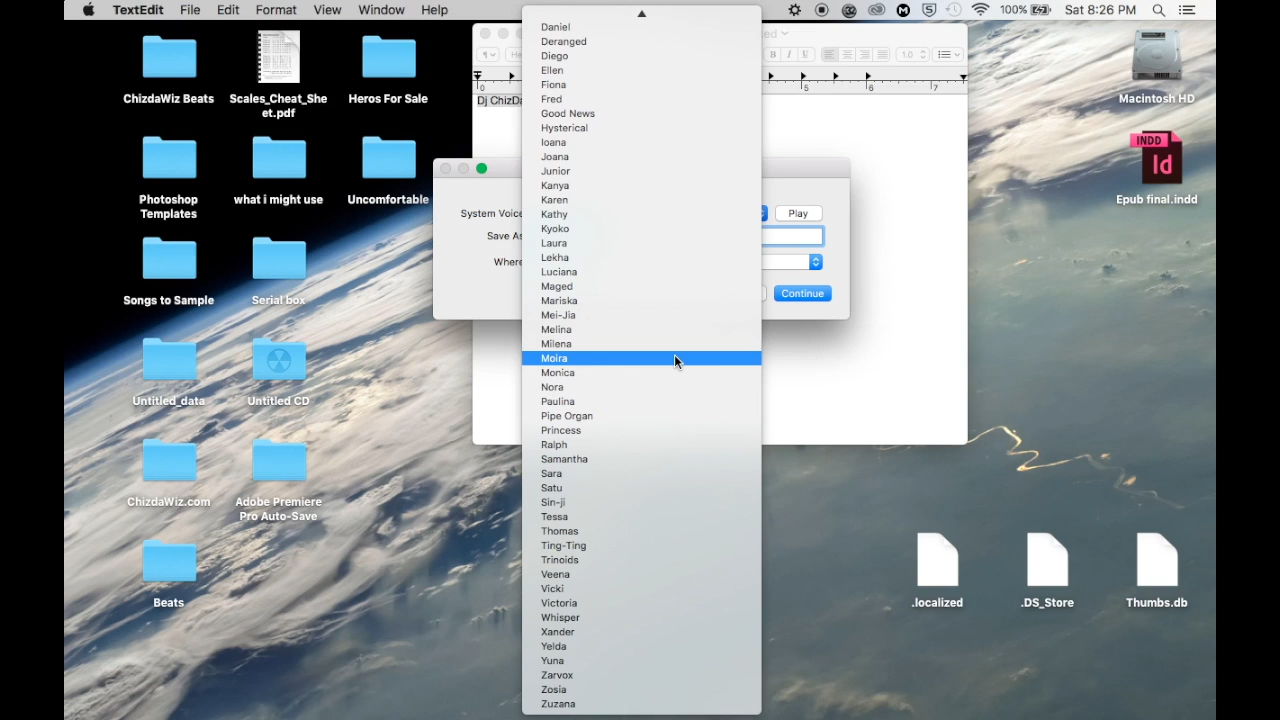 TextEdit File Edit Format View Window Help
100% Sat 8:26 PM
ChizdaWiz Beats
Scales_Cheat_She
et.pdf
Heros For Sale
Photoshop
Templates
what i might use
Uncomfortable
Songs to Sample
Serial box
Untitled_data
Untitled CD
ChizdaWiz.com
Adobe Premiere
Pro Auto-Save
Beats
B I U
1.0
0 5 6 7
Dj
System Voice
Play
Save As
Where
Continue
Daniel
Deranged
Diego
Ellen
Fiona
Fred
Good News
Hysterical
Ioana
Joana
Junior
Kanya
Karen
Kathy
Kyoko
Laura
Lekha
Luciana
Maged
Mariska
Mei-Jia
Melina
Milena
Moira
Monica
Nora
Paulina
Pipe Organ
Princess
Ralph
Samantha
Sara
Satu
Sin-ji
Tessa
Thomas
Ting-Ting
Trinoids
Veena
Vicki
Victoria
Whisper
Xander
Yelda
Yuna
Zarvox
Zosia
Zuzana
Macintosh HD
INDD
Id
Epub final.indd
.localized
.DS_Store
Thumbs.db